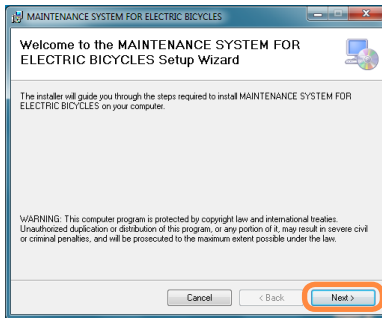 MAINTENANCE SYSTEM FOR ELECTRIC BICYCLES
Welcome to the MAINTENANCE SYSTEM FOR
ELECTRIC BICYCLES Setup Wizard
The installer will guide you through the steps required to install MAINTENANCE SYSTEM FOR
ELECTRIC BICYCLES on your computer.
WARNING: This computer program is protected by copyright law and international treaties.
Unauthorized duplication or distribution of this program, or any portion of it, may result in severe civil
or criminal penalties, and will be prosecuted to the maximum extent possible under the law.
Cancel
< Back
Next >